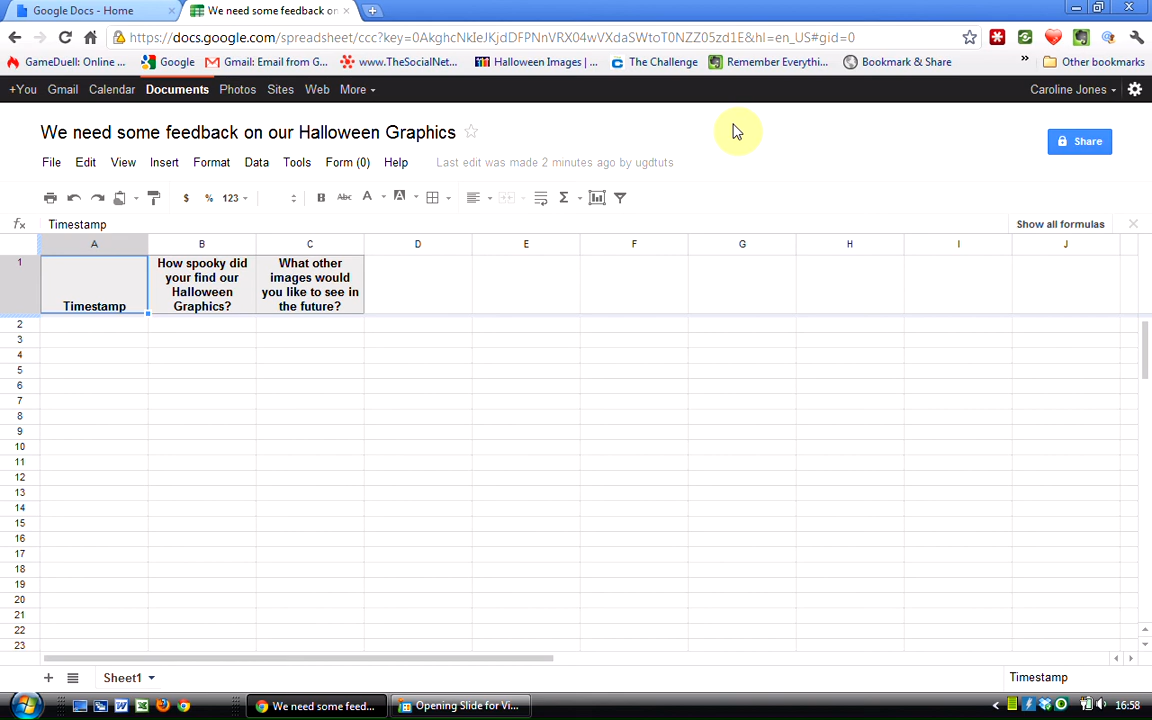 Google Docs - Home
We need some feedback on
https://docs.google.com/spreadsheet/ccc?key=0AkghcNkIeJKjdDFPNnVRX04wVXdaSWtoT0NZZ05zd1E&hl=en_US#gid=0
GameDuell: Online ...
Google
Gmail: Email from G...
www.TheSocialNet...
Halloween Images | ...
The Challenge
Remember Everythi...
Bookmark & Share
»
Other bookmarks
+You Gmail Calendar Documents Photos Sites Web More
Caroline Jones
We need some feedback on our Halloween Graphics
Share
File Edit View Insert Format Data Tools Form (0) Help
Last edit was made 2 minutes ago by ugdtuts
$ % 123 B Abc A A Σ
fx Timestamp
Show all formulas
A B C D E F G H I J
1
Timestamp
How spooky did
your find our
Halloween
Graphics?
What other
images would
you like to see in
the future?
2
3
4
5
6
7
8
9
10
11
12
13
14
15
16
17
18
19
20
21
22
23
Sheet1
Timestamp
We need some feed...
Opening Slide for Vi...
16:58